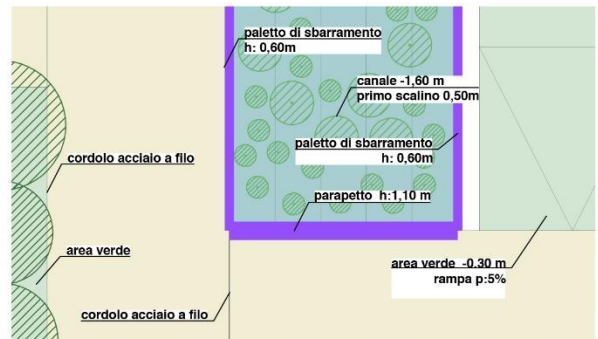 paletto di sbarramento
h: 0,60m
canale -1,60 m
primo scalino 0,50m
paletto di sbarramento
h: 0,60m
cordolo acciaio a filo
parapetto h:1,10 m
area verde
area verde -0.30 m
rampa p:5%
cordolo acciaio a filo